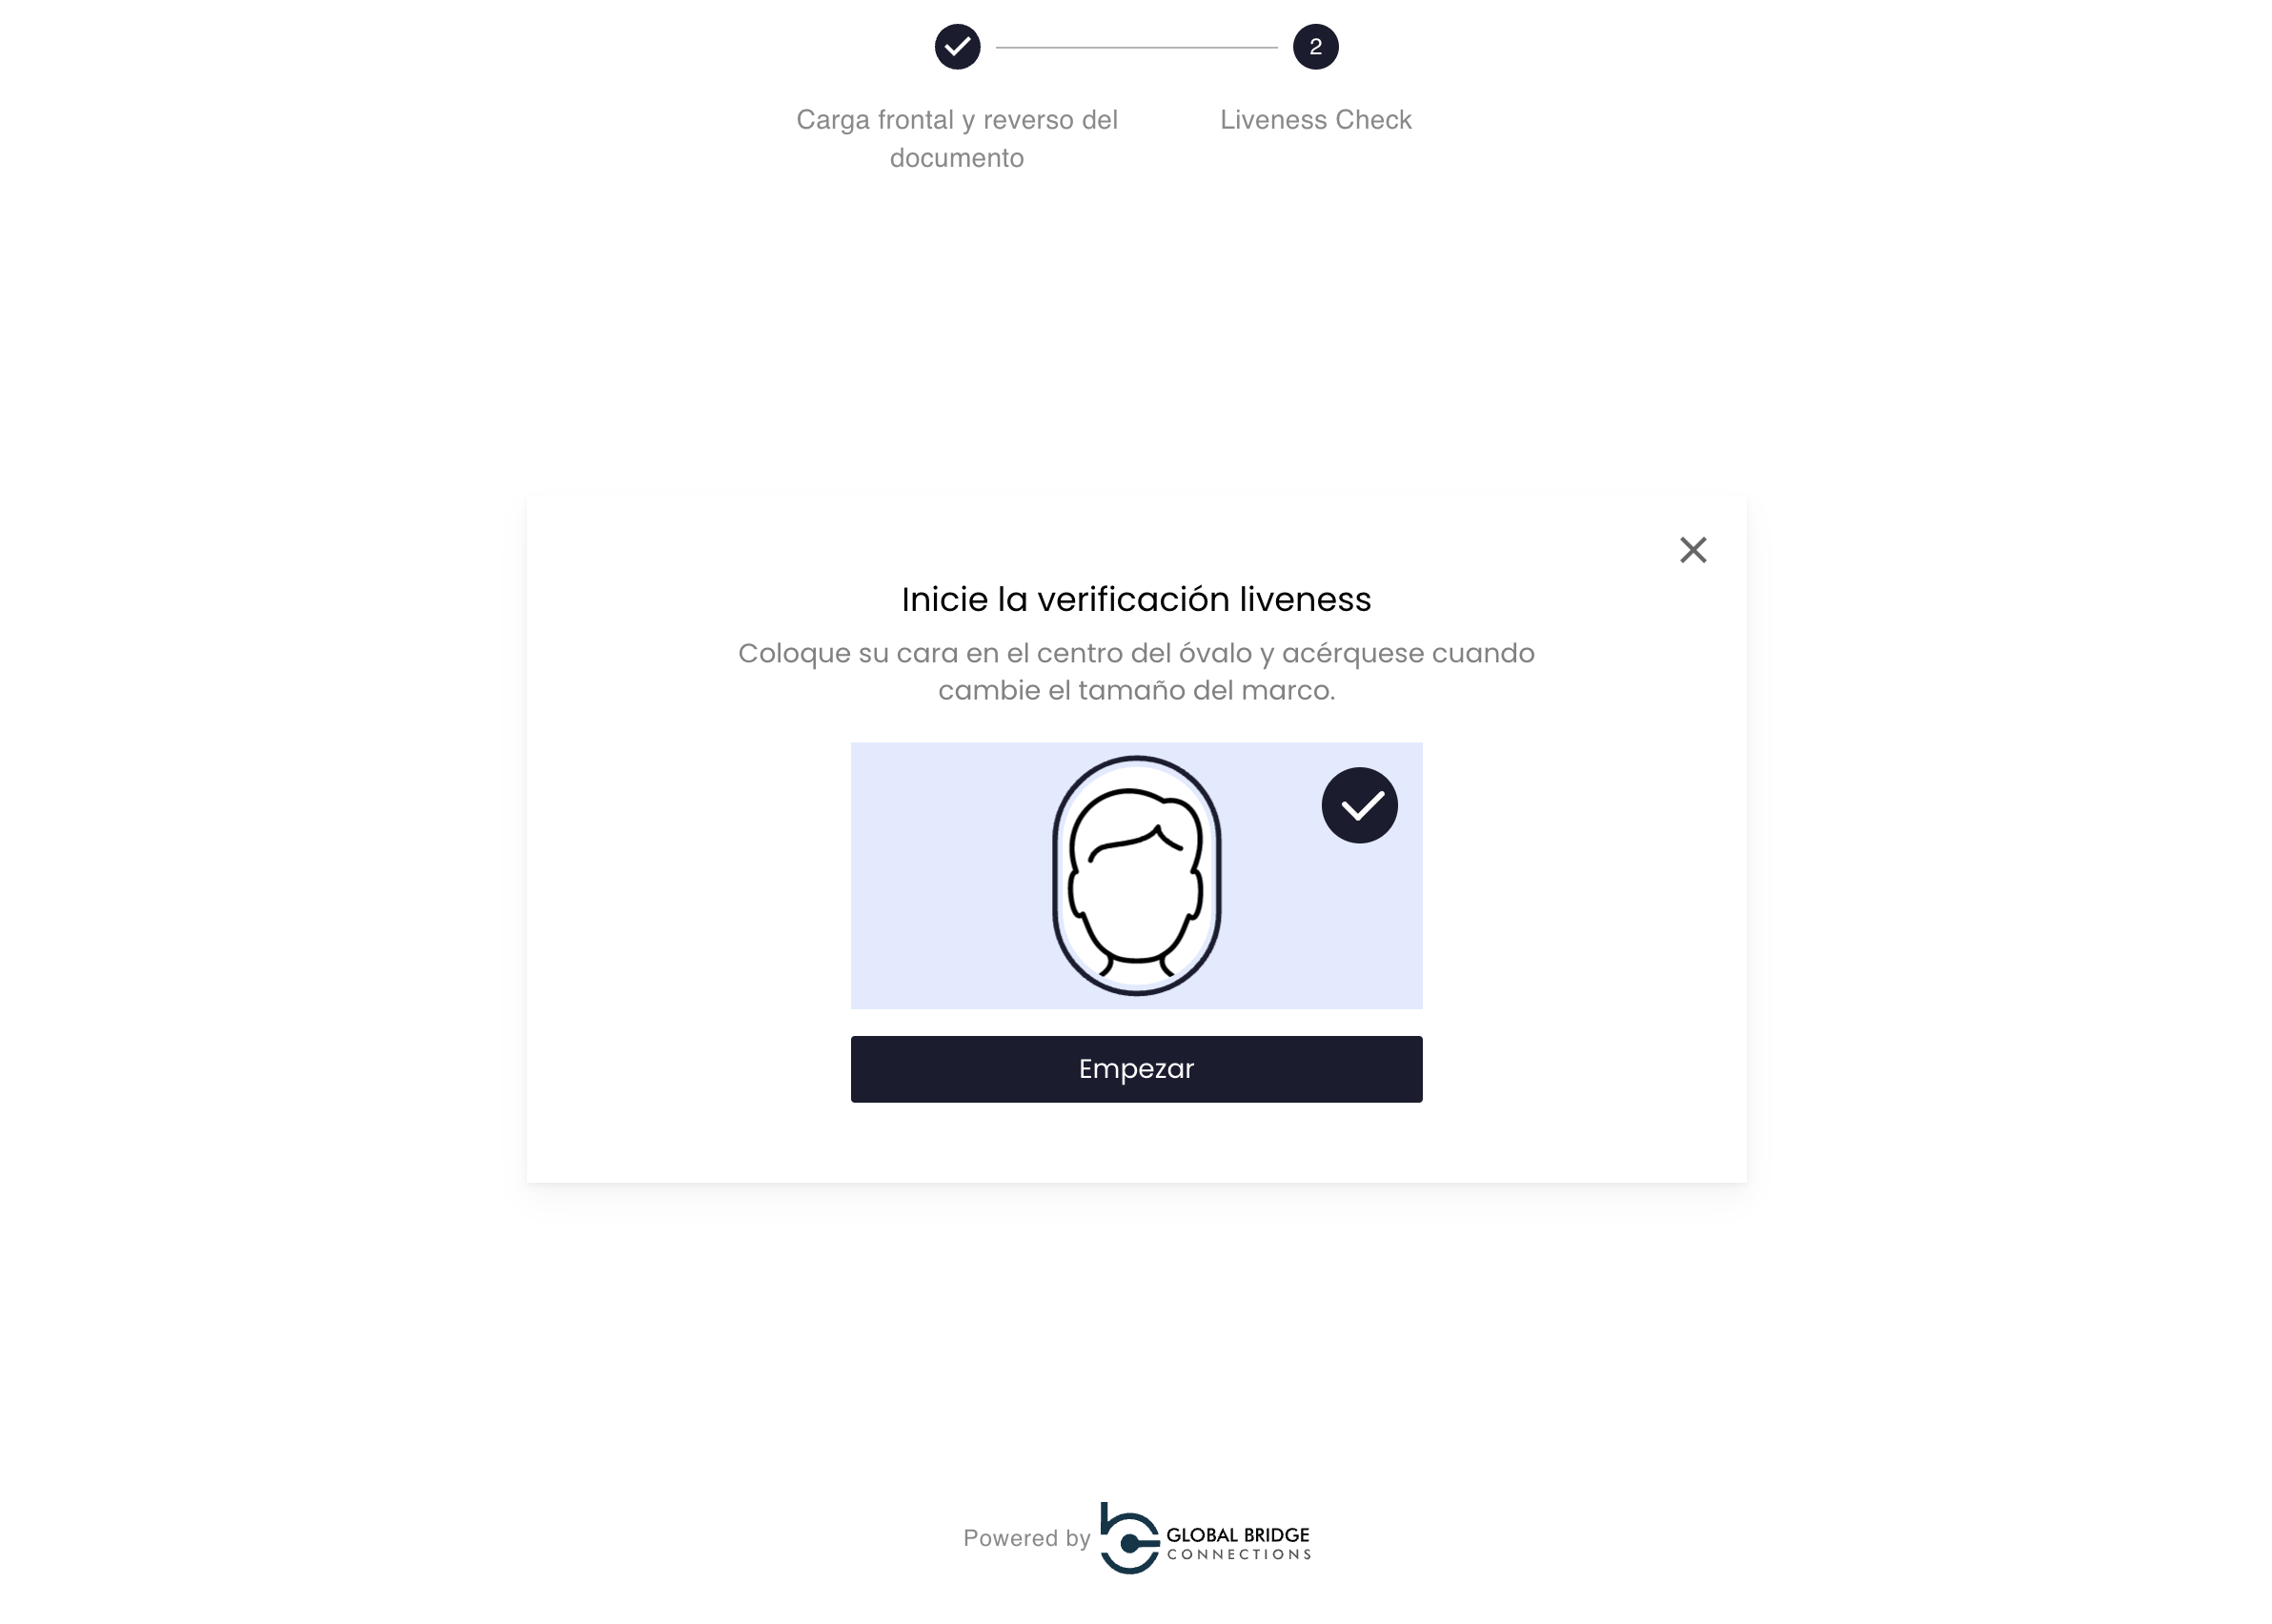 2
Carga frontal y reverso del
documento
Liveness Check
Inicie la verificación liveness
Coloque su cara en el centro del óvalo y acérquese cuando
cambie el tamaño del marco.
Empezar
Powered by
GLOBAL BRIDGE
CONNECTIONS